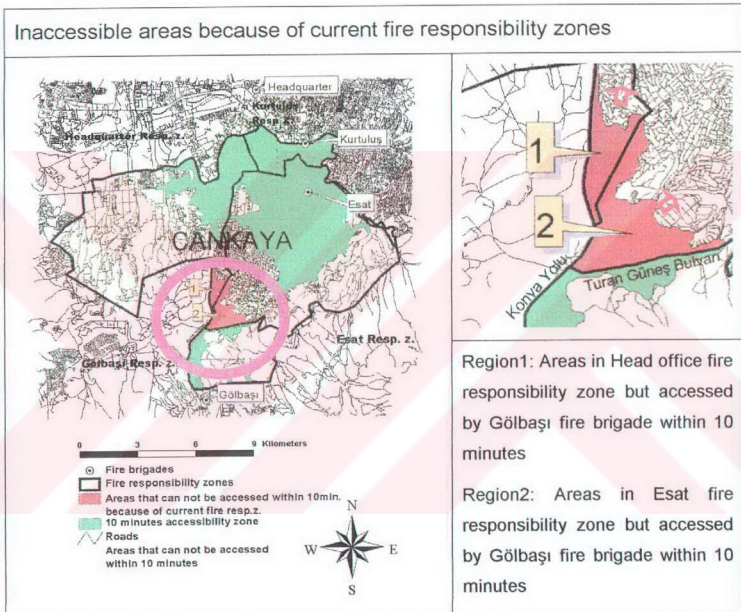 Inaccessible areas because of current fire responsibility zones
Headquarter
Kurtuluş
Resp z.
Headquarter Resp. z.
Kurtuluş
Esat
ÇANKAYA
1
2
Esat Resp. z.
Gölbaşı Resp. z.
Gölbaşı
0 3 6 9 Kilometers
Fire brigades
Fire responsibility zones
Areas that can not be accessed within 10min.
because of current fire resp.z.
10 minutes accessibility zone
Roads
Areas that can not be accessed
within 10 minutes
N
W E
S
1
2
Konya Yolu
Turan Güneş Bulvarı
Region1: Areas in Head office fire
responsibility zone but accessed
by Gölbaşı fire brigade within 10
minutes
Region2: Areas in Esat fire
responsibility zone but accessed
by Gölbaşı fire brigade within 10
minutes